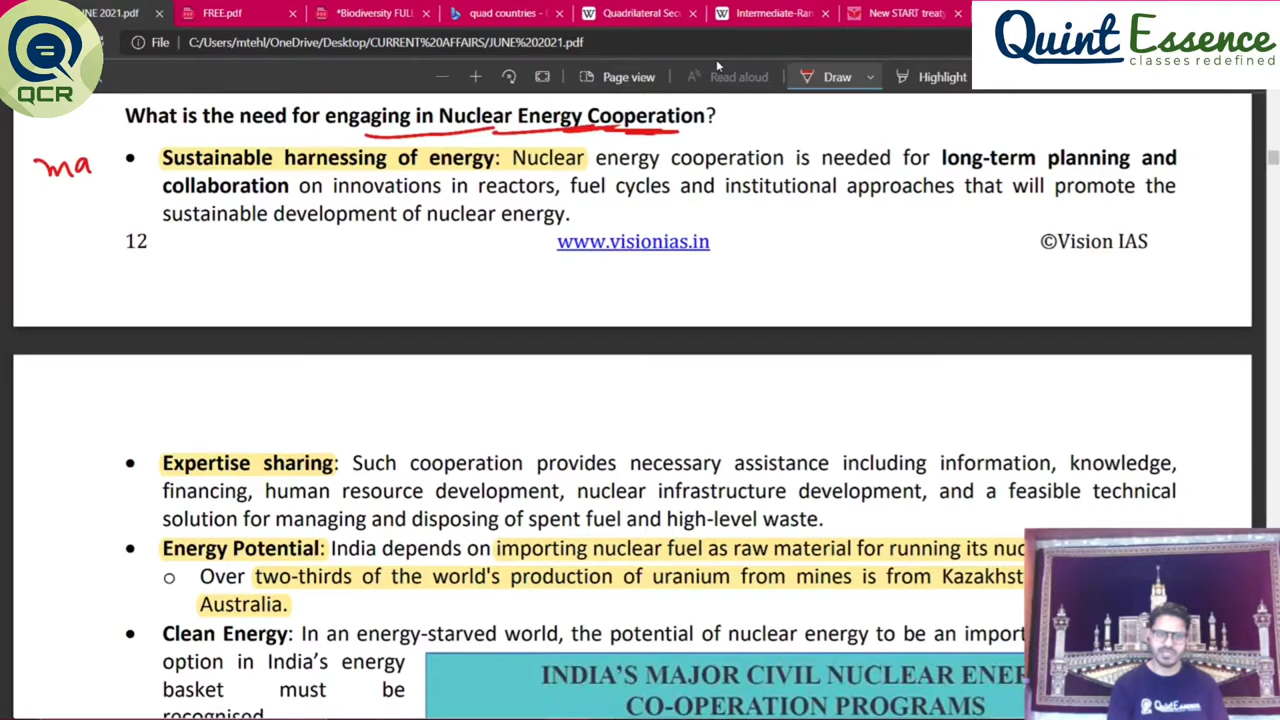 JNE 2021.pdf
FREE.pdf
*Biodiversity FULL
quad countries -
Quadrilateral Secu
Intermediate-Ran
New START treaty
File
C:/Users/mtehl/OneDrive/Desktop/CURRENT%20AFFAIRS/JUNE%202021.pdf
Page view
Read aloud
Draw
Highlight
Quint Essence
classes redefined
QCR
What is the need for engaging in Nuclear Energy Cooperation?
ma
• Sustainable harnessing of energy: Nuclear energy cooperation is needed for long-term planning and
collaboration on innovations in reactors, fuel cycles and institutional approaches that will promote the
sustainable development of nuclear energy.
12 www.visionias.in ©Vision IAS
• Expertise sharing: Such cooperation provides necessary assistance including information, knowledge,
financing, human resource development, nuclear infrastructure development, and a feasible technical
solution for managing and disposing of spent fuel and high-level waste.
• Energy Potential: India depends on importing nuclear fuel as raw material for running its nuc
o Over two-thirds of the world's production of uranium from mines is from Kazakhst
Australia.
• Clean Energy: In an energy-starved world, the potential of nuclear energy to be an import
option in India's energy
basket must be
recognised
INDIA'S MAJOR CIVIL NUCLEAR ENER
CO-OPERATION PROGRAMS
QuintEssence